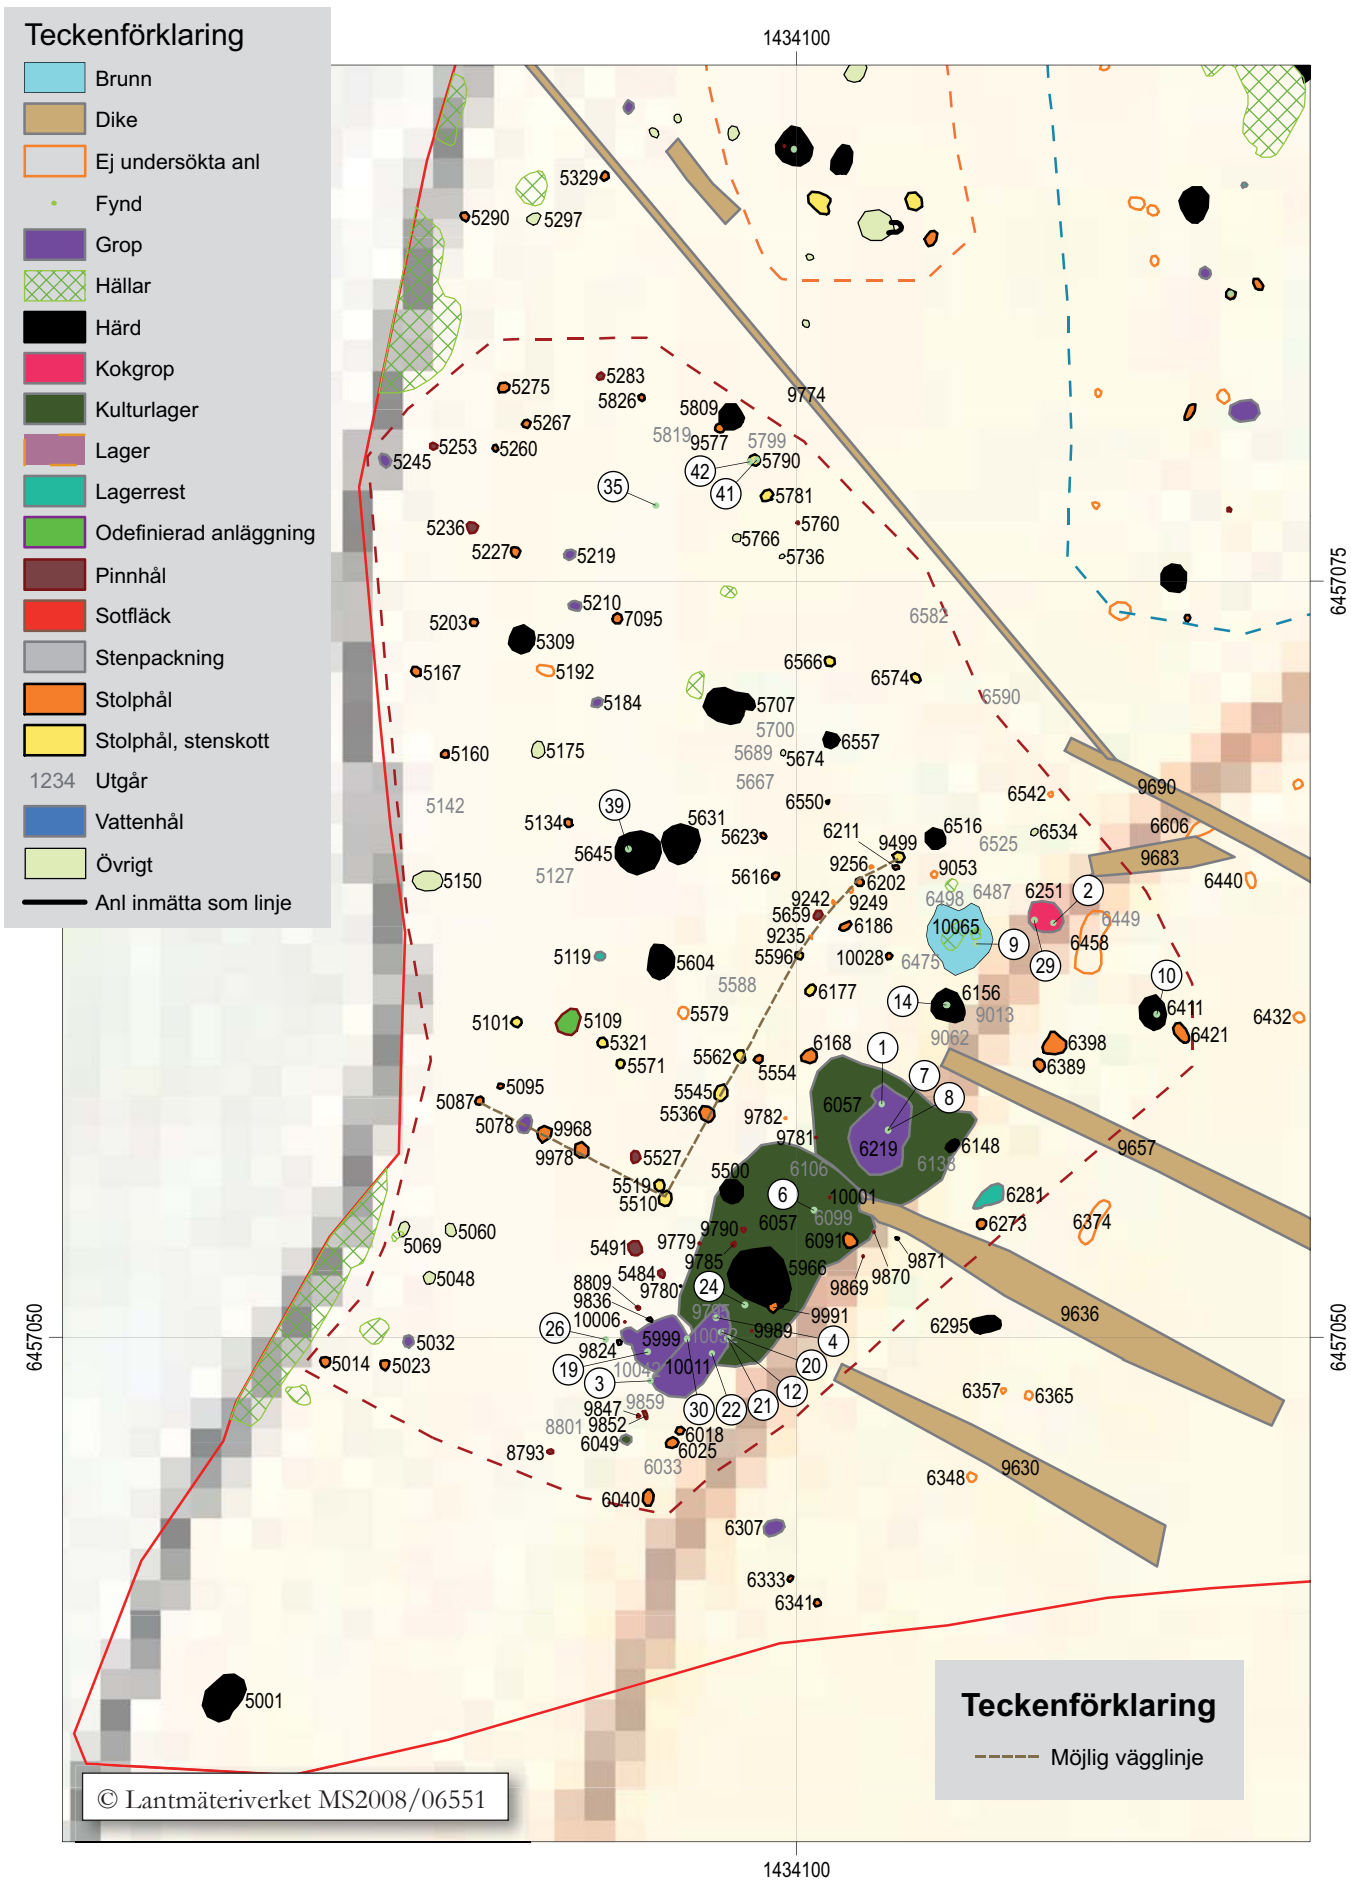 Teckenförklaring
Brunn
Dike
Ej undersökta anl
Fynd
Grop
Hällar
Härd
Kokgrop
Kulturlager
Lager
Lagerrest
Odefinierad anläggning
Pinnhål
Sotfläck
Stenpackning
Stolphål
Stolphål, stenskott
1234 Utgår
Vattenhål
Övrigt
Anl inmätta som linje
1434100
5329
5290 5297
5275 5283
5826 5809 9774
5267 5819 9577 5799
5253 5260
5245 42 5790
35 41 5781
5236 5760
5766
5227 5219 5736
6457075
5210 7095 6582
5203 5309
5167 5192 6566 6574
5184 5707 6590
5700
5160 5175 5689 5674 6557
5667
5142 39 6550 6542 9690
5134 5631 5623 6211 9499 6516 6534 6606
5645 9256 6525 9683
5127 5616 6202 9053
5150 9249 6498 6487 6251 2 6440
9242
5659 6186 10065 6449
9235 9 6458
5119 5604 5596 10028 6475 29
5588 6177 14 6156 10
5579 9013 6411 6432
5101 5109 9062 6421
5321 5562 6168 6398
5571 5554 1 6389
5095 5545 7
5087 5536 6057 8
5078 9968 9782
9978 9781 6219 6148 9657
5527 6106 6138
5519 5500 6281
5510 6 10001
6099 6273 6374
5060 9790 6057
5069 5491 9779 6091 9871
9785 9870
5484 5966 9869
5048 9780 24
8809
9836 9795 9991 9636
10006 6295
26 5999 10052 9989 4
5032 9824
6457050
6457050
5014 5023 19 10042 10011 20
3 12 6357 6365
9847 9859 30 22 21
8801 9852
6049 6018
8793 6025 9630
6033 6348
6040
6307
6333
6341
5001
Teckenförklaring
Möjlig vägglinje
© Lantmäteriverket MS2008/06551
1434100